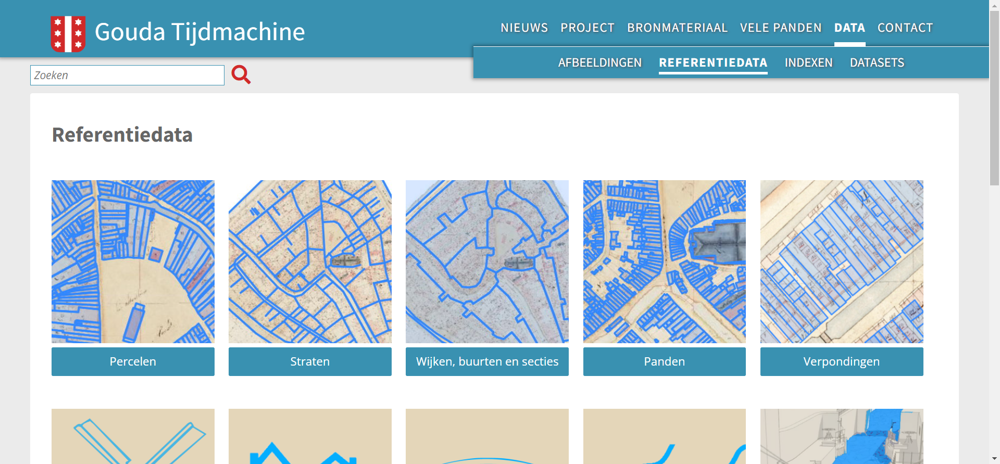 Gouda Tijdmachine
NIEUWS PROJECT BRONMATERIAAL VELE PANDEN DATA CONTACT
AFBEELDINGEN REFERENTIEDATA INDEXEN DATASETS
Zoeken
Referentiedata
Percelen
Straten
Wijken, buurten en secties
Panden
Verpondingen